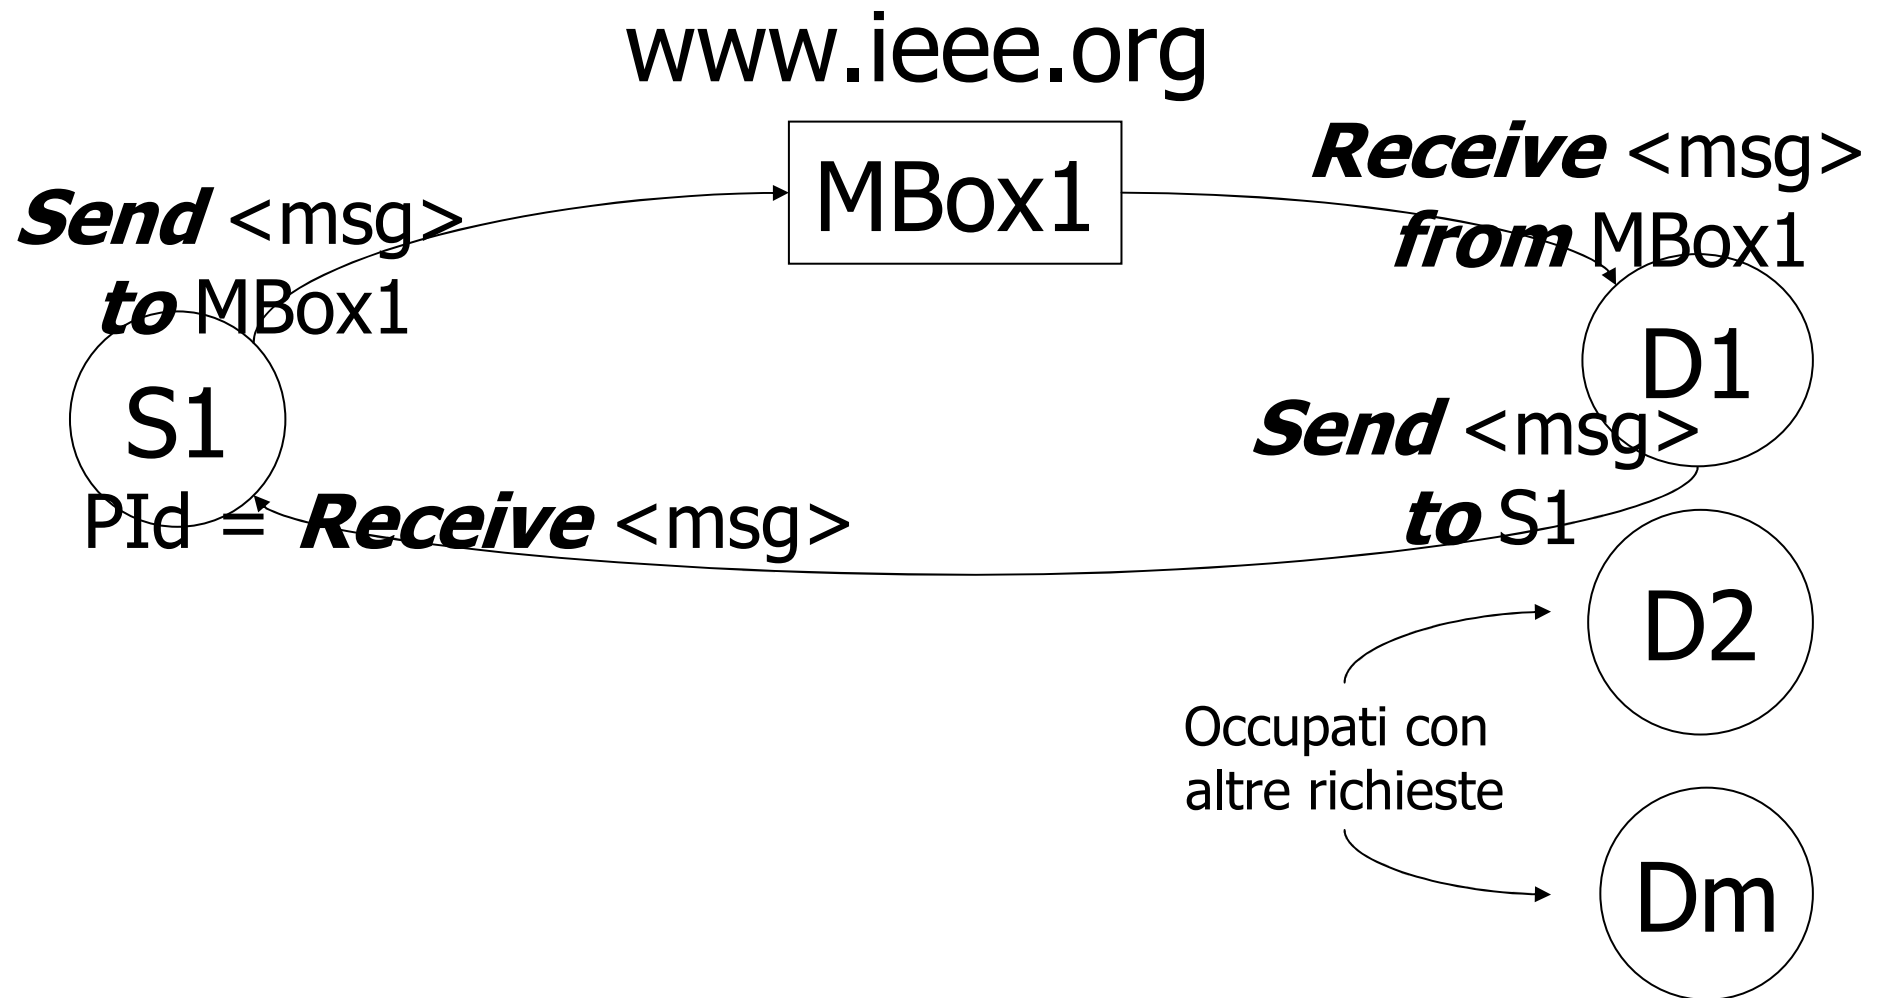 www.ieee.org
MBox1
Send <msg>
to MBox1
Receive <msg>
from MBox1
S1
D1
PId = Receive <msg>
Send <msg>
to S1
D2
Occupati con
altre richieste
Dm